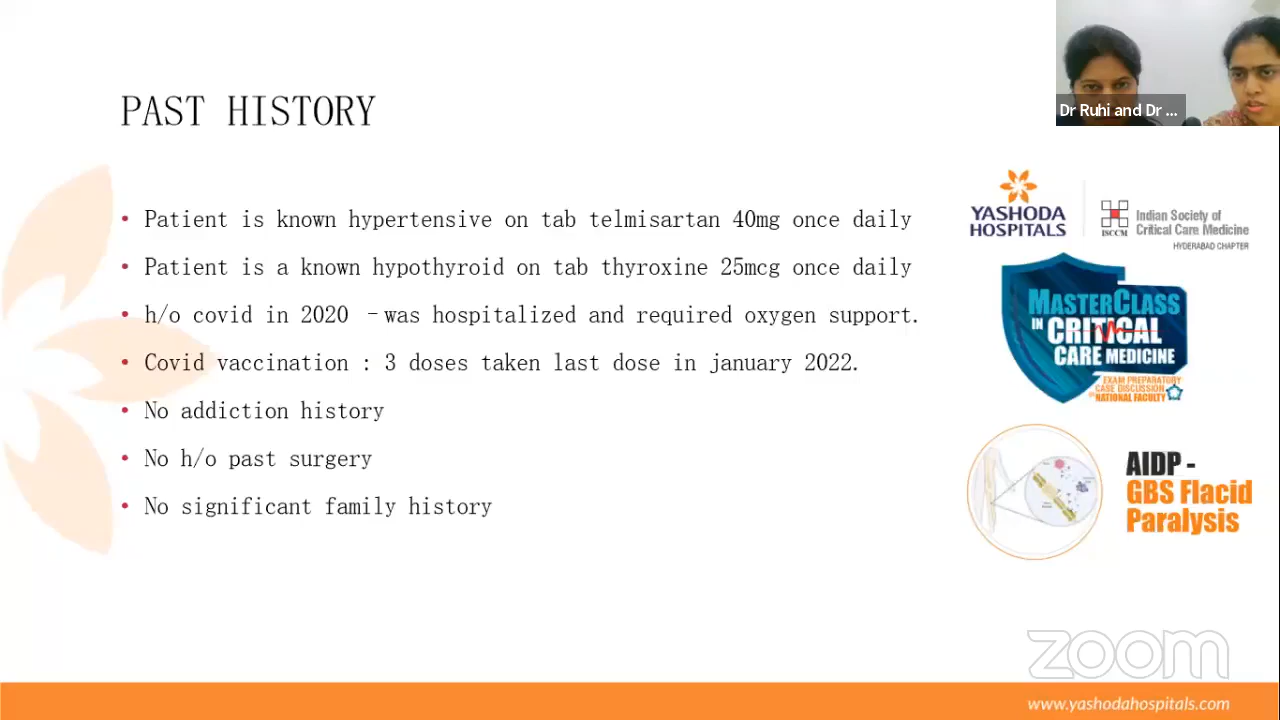 PAST HISTORY
• Patient is known hypertensive on tab telmisartan 40mg once daily
• Patient is a known hypothyroid on tab thyroxine 25mcg once daily
• h/o covid in 2020 –was hospitalized and required oxygen support.
• Covid vaccination : 3 doses taken last dose in january 2022.
• No addiction history
• No h/o past surgery
• No significant family history
Dr Ruhi and Dr ...
YASHODA
HOSPITALS
ISCCM
Indian Society of
Critical Care Medicine
HYDERABAD CHAPTER
MASTERCLASS
IN CRITICAL
CARE MEDICINE
EXAM PREPARATORY
CASE DISCUSSION
NATIONAL FACULTY
AIDP -
GBS Flacid
Paralysis
zoom
www.yashodahospitals.com